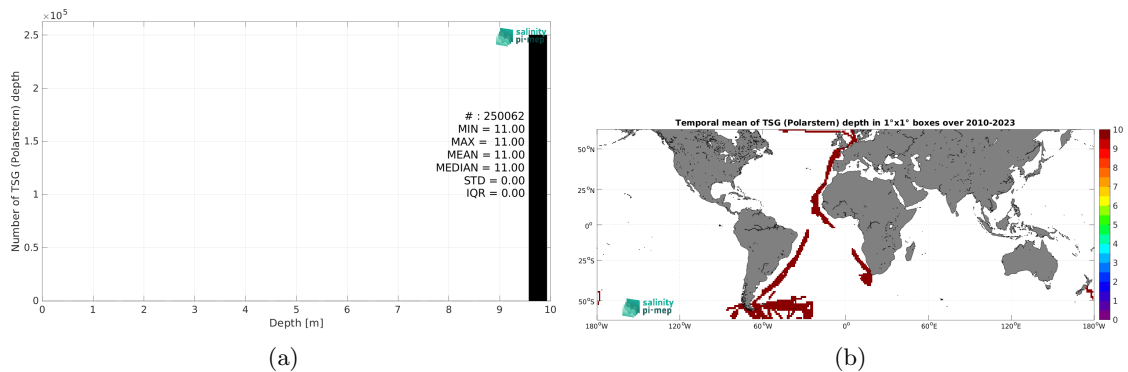 ×10⁵
2.5
2
1.5
1
0.5
0
Number of TSG (Polarstern) depth
salinity
pi-mep
# : 250062
MIN = 11.00
MAX = 11.00
MEAN = 11.00
MEDIAN = 11.00
STD = 0.00
IQR = 0.00
0 1 2 3 4 5 6 7 8 9 10
Depth [m]
(a)
Temporal mean of TSG (Polarstern) depth in 1°x1° boxes over 2010-2023
50°N
25°N
0°
25°S
50°S
salinity
pi-mep
180°W 120°W 60°W 0° 60°E 120°E 180°W
10
9
8
7
6
5
4
3
2
1
0
(b)